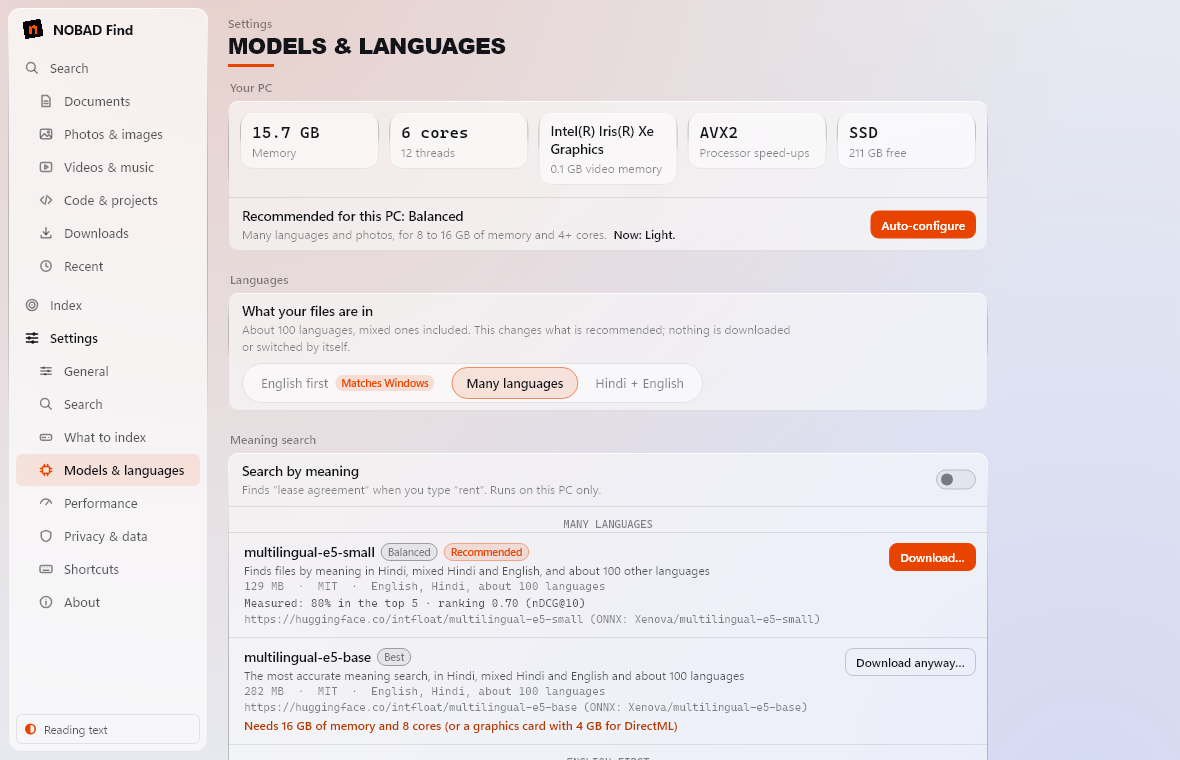 NOBAD Find
Search
Documents
Photos & images
Videos & music
Code & projects
Downloads
Recent
Index
Settings
General
Search
What to index
Models & languages
Performance
Privacy & data
Shortcuts
About
Reading text
Settings
MODELS & LANGUAGES
Your PC
15.7 GB
Memory
6 cores
12 threads
Intel(R) Iris(R) Xe
Graphics
0.1 GB video memory
AVX2
Processor speed-ups
SSD
211 GB free
Recommended for this PC: Balanced
Many languages and photos, for 8 to 16 GB of memory and 4+ cores. Now: Light.
Auto-configure
Languages
What your files are in
About 100 languages, mixed ones included. This changes what is recommended; nothing is downloaded
or switched by itself.
English first Matches Windows Many languages Hindi + English
Meaning search
Search by meaning
Finds “lease agreement” when you type “rent”. Runs on this PC only.
MANY LANGUAGES
multilingual-e5-small Balanced Recommended
Finds files by meaning in Hindi, mixed Hindi and English, and about 100 other languages
129 MB · MIT · English, Hindi, about 100 languages
Measured: 80% in the top 5 · ranking 0.70 (nDCG@10)
https://huggingface.co/intfloat/multilingual-e5-small (ONNX: Xenova/multilingual-e5-small)
Download...
multilingual-e5-base Best
The most accurate meaning search, in Hindi, mixed Hindi and English and about 100 languages
282 MB · MIT · English, Hindi, about 100 languages
https://huggingface.co/intfloat/multilingual-e5-base (ONNX: Xenova/multilingual-e5-base)
Needs 16 GB of memory and 8 cores (or a graphics card with 4 GB for DirectML)
Download anyway...
ENGLISH FIRST